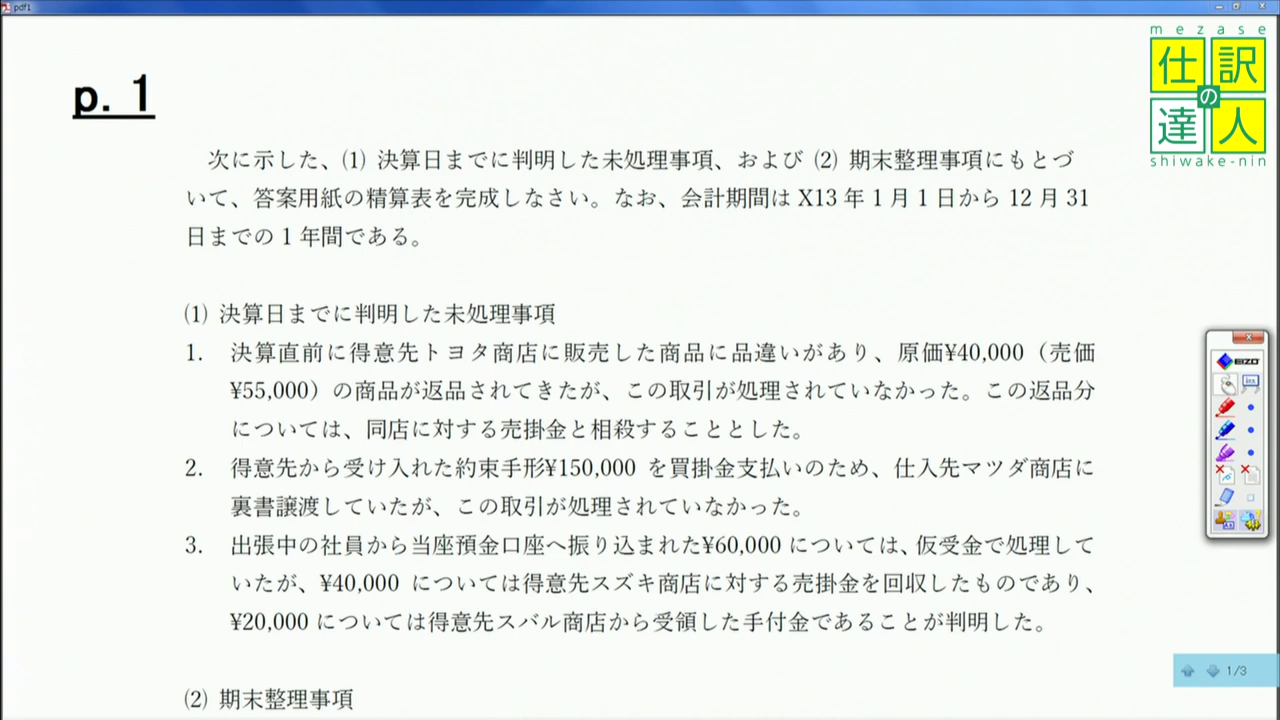 pdf1
mezase
仕訳の達人
shiwake-nin
p. 1
次に示した、(1) 決算日までに判明した未処理事項、および (2) 期末整理事項にもとづ
いて、答案用紙の精算表を完成しなさい。なお、会計期間は X13 年 1 月 1 日から 12 月 31
日までの 1 年間である。
(1) 決算日までに判明した未処理事項
1. 決算直前に得意先トヨタ商店に販売した商品に品違いがあり、原価¥40,000（売価
¥55,000）の商品が返品されてきたが、この取引が処理されていなかった。この返品分
については、同店に対する売掛金と相殺することとした。
2. 得意先から受け入れた約束手形¥150,000 を買掛金支払いのため、仕入先マツダ商店に
裏書譲渡していたが、この取引が処理されていなかった。
3. 出張中の社員から当座預金口座へ振り込まれた¥60,000 については、仮受金で処理して
いたが、¥40,000 については得意先スズキ商店に対する売掛金を回収したものであり、
¥20,000 については得意先スバル商店から受領した手付金であることが判明した。
(2) 期末整理事項
EIZO
1/3